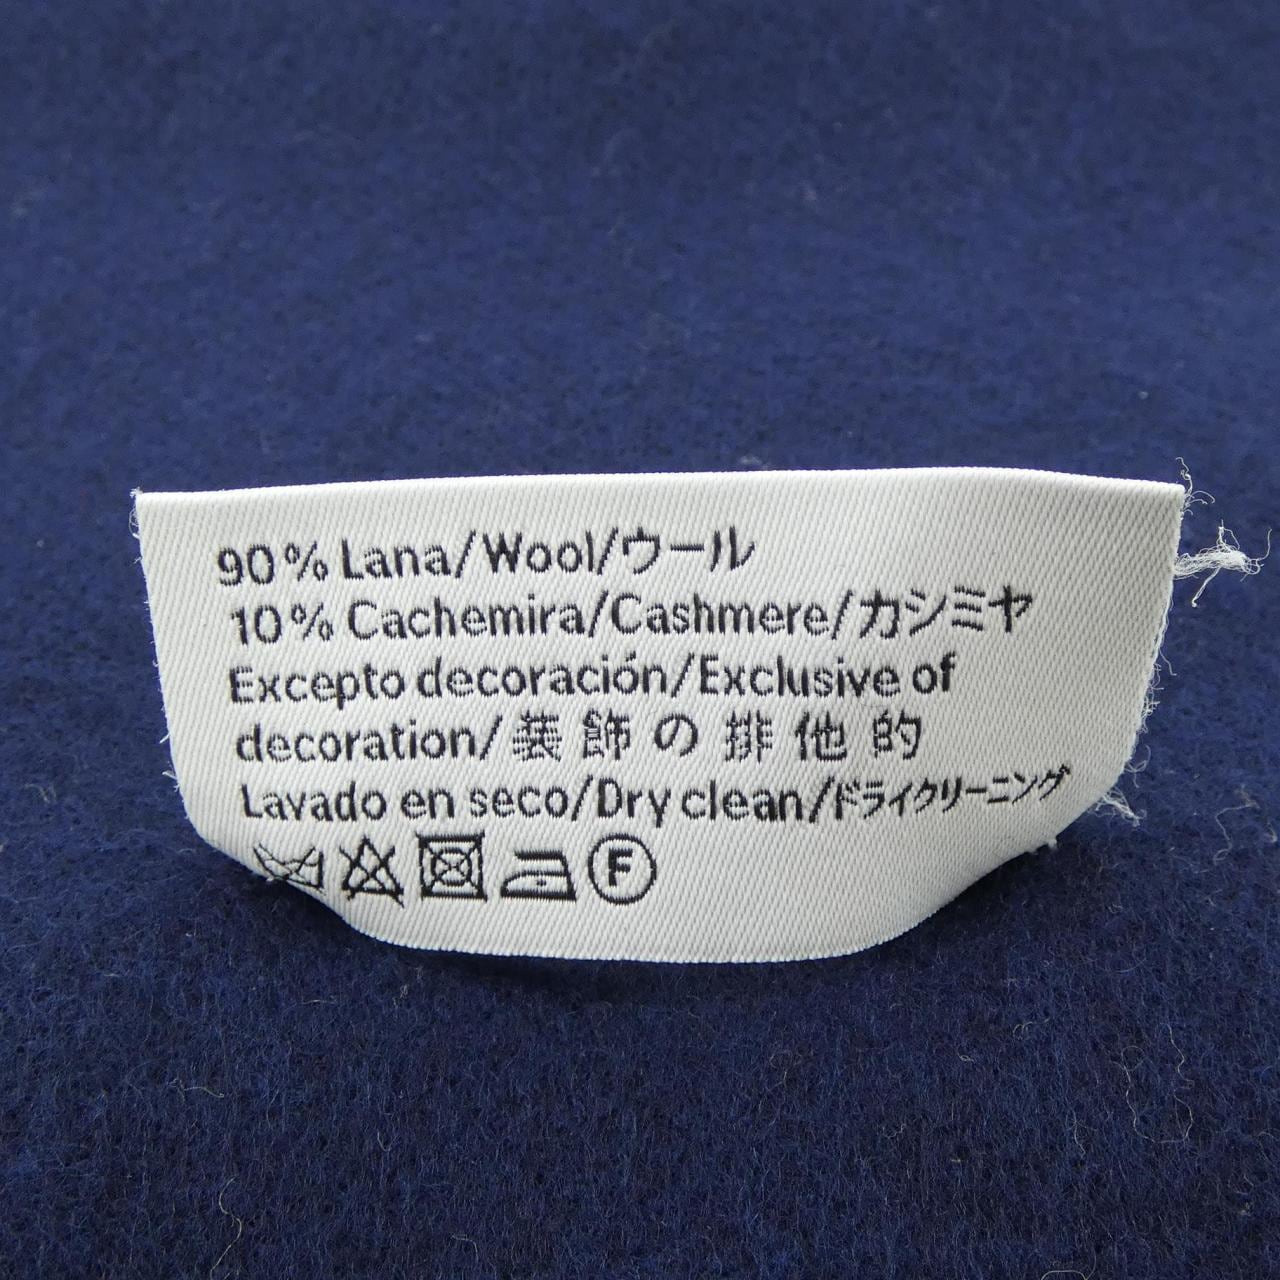 90% Lana/Wool/ウール
10% Cachemira/Cashmere/カシミヤ
Excepto decoración/Exclusive of
decoration/装飾の排他的
Lavado en seco/Dry clean/ドライクリーニング
F